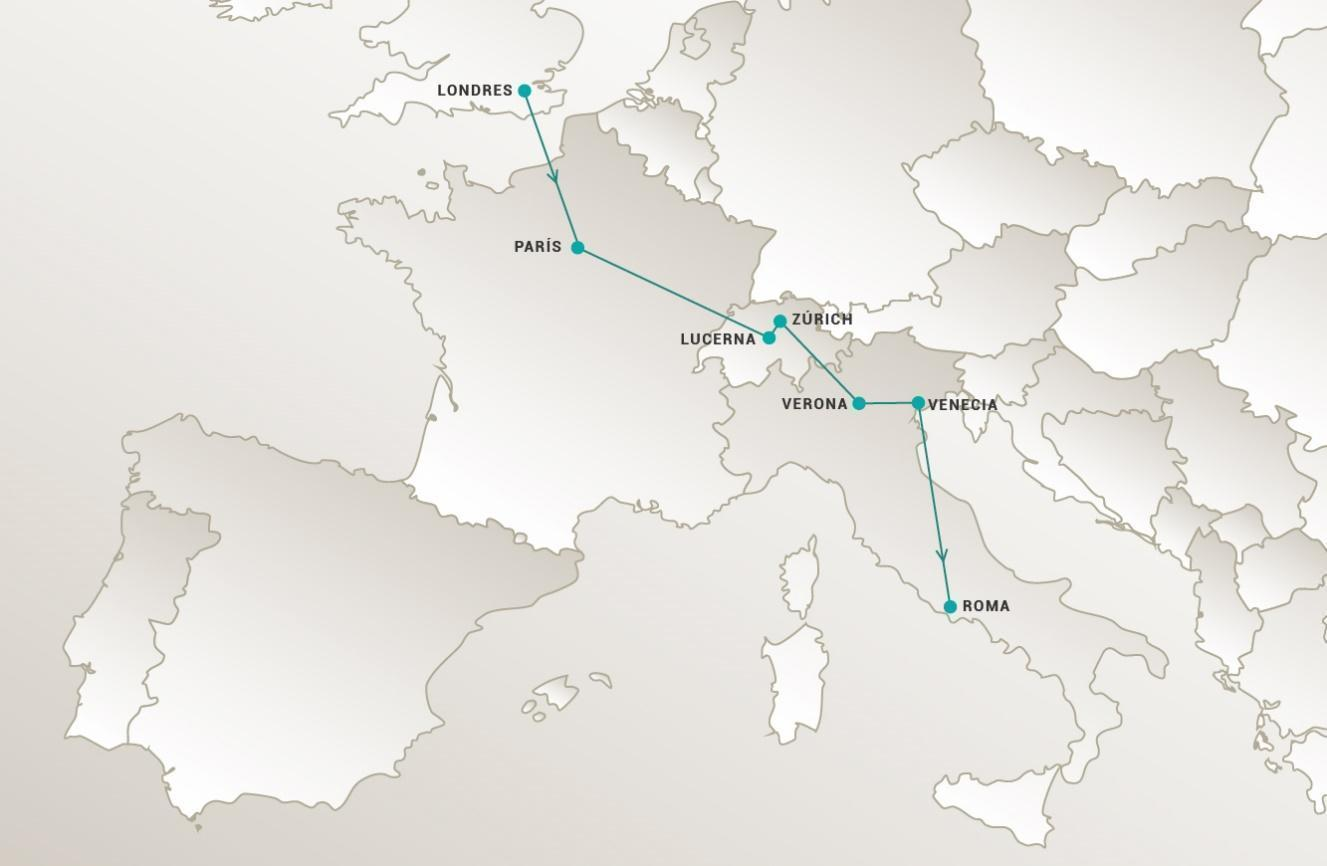 LONDRES
PARÍS
ZÚRICH
LUCERNA
VERONA
VENECIA
ROMA